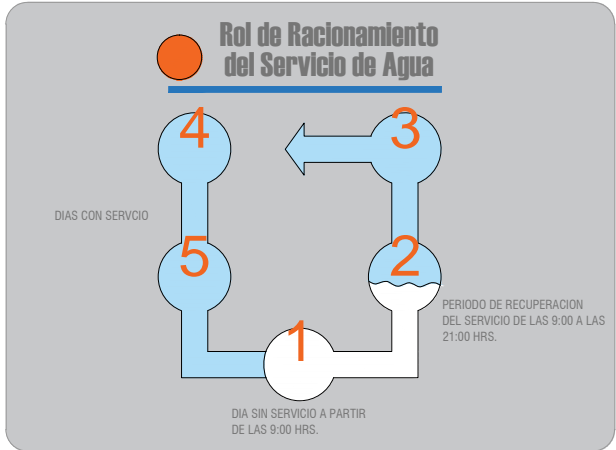 Rol de Racionamiento
del Servicio de Agua
4
3
DIAS CON SERVCIO
5
2
PERIODO DE RECUPERACION
DEL SERVICIO DE LAS 9:00 A LAS
21:00 HRS.
1
DIA SIN SERVICIO A PARTIR
DE LAS 9:00 HRS.